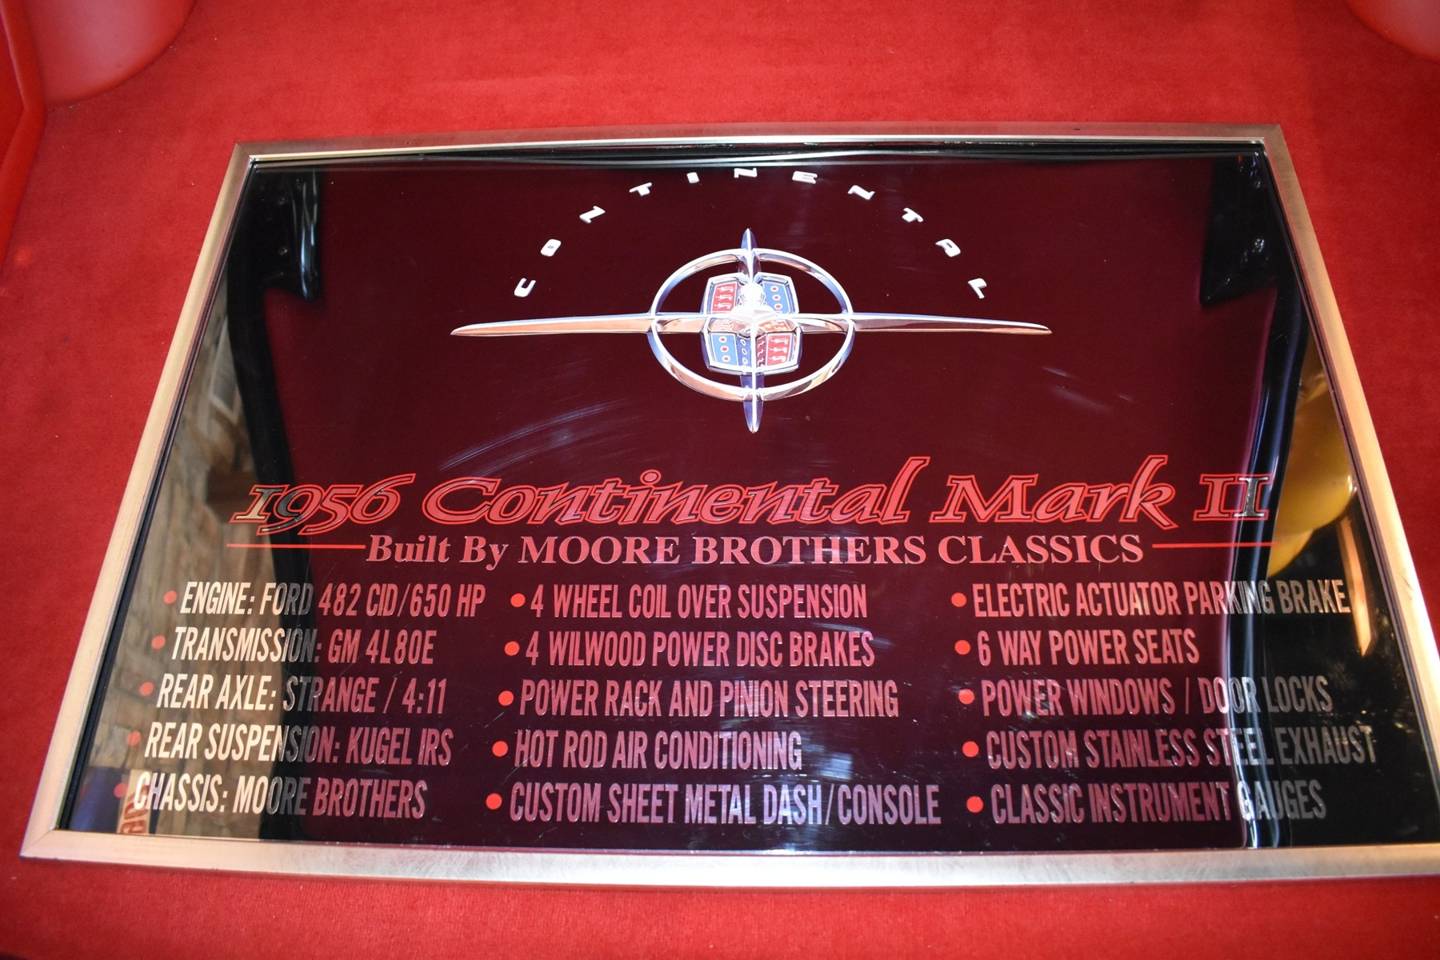 CONTINENTAL
1956 Continental Mark II
Built By MOORE BROTHERS CLASSICS
• ENGINE: FORD 482 CID/650 HP
• TRANSMISSION: GM 4L80E
• REAR AXLE: STRANGE / 4:11
• REAR SUSPENSION: KUGEL IRS
• CHASSIS: MOORE BROTHERS
• 4 WHEEL COIL OVER SUSPENSION
• 4 WILWOOD POWER DISC BRAKES
• POWER RACK AND PINION STEERING
• HOT ROD AIR CONDITIONING
• CUSTOM SHEET METAL DASH/CONSOLE
• ELECTRIC ACTUATOR PARKING BRAKE
• 6 WAY POWER SEATS
• POWER WINDOWS / DOOR LOCKS
• CUSTOM STAINLESS STEEL EXHAUST
• CLASSIC INSTRUMENT GAUGES